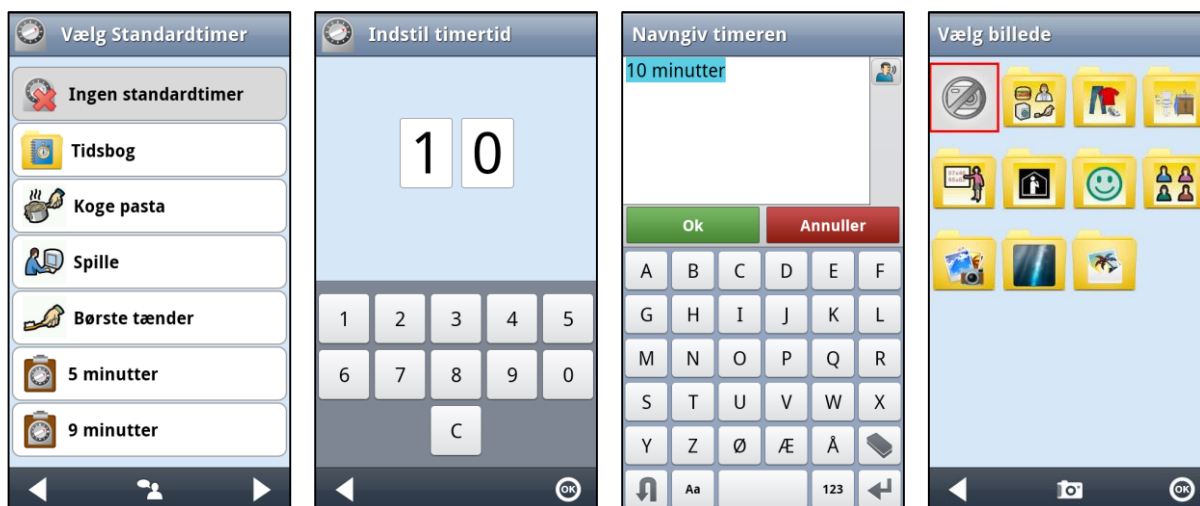 Vælg Standardtimer
Ingen standardtimer
Tidsbog
Koge pasta
Spille
Børste tænder
5 minutter
9 minutter
Indstil timertid
1 0
1 2 3 4 5
6 7 8 9 0
C
OK
Navngiv timeren
10 minutter
Ok Annuller
A B C D E F
G H I J K L
M N O P Q R
S T U V W X
Y Z Ø Æ Å
Aa 123
Vælg billede
OK